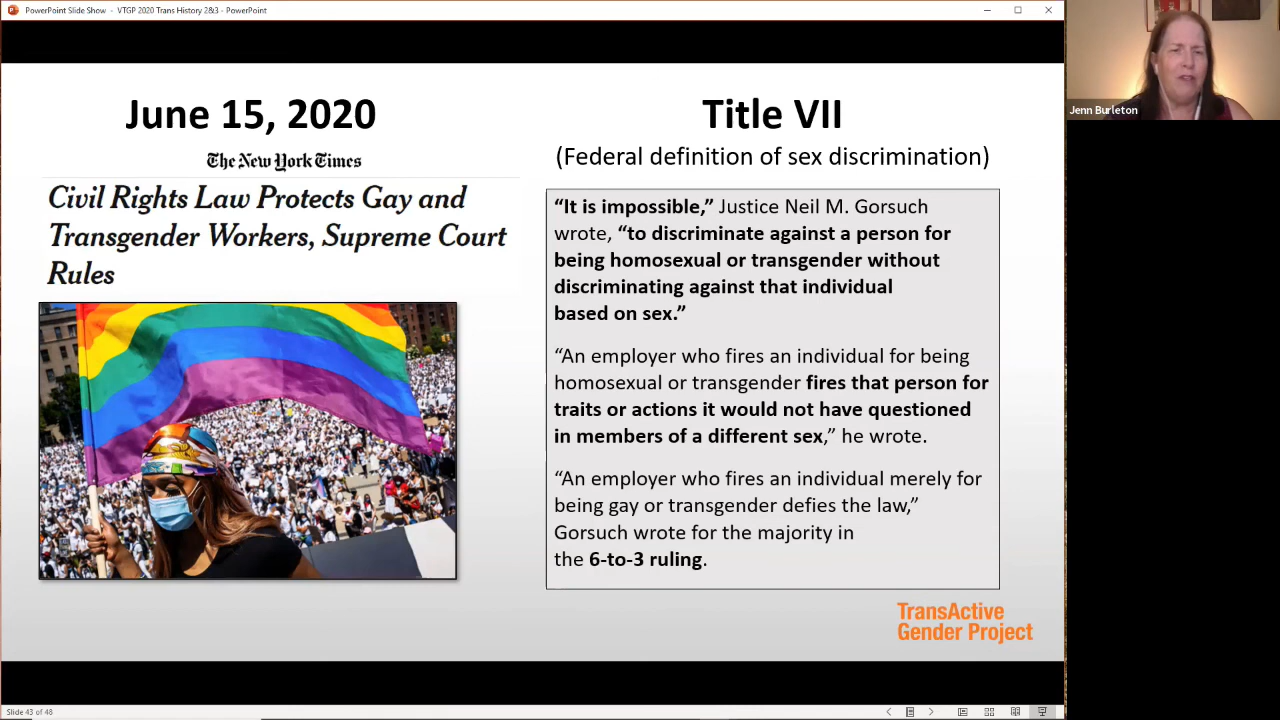 PowerPoint Slide Show - VTGP 2020 Trans History 2&3 - PowerPoint
Jenn Burleton
June 15, 2020
The New York Times
Civil Rights Law Protects Gay and
Transgender Workers, Supreme Court
Rules
Title VII
(Federal definition of sex discrimination)
“It is impossible,” Justice Neil M. Gorsuch
wrote, “to discriminate against a person for
being homosexual or transgender without
discriminating against that individual
based on sex.”
“An employer who fires an individual for being
homosexual or transgender fires that person for
traits or actions it would not have questioned
in members of a different sex,” he wrote.
“An employer who fires an individual merely for
being gay or transgender defies the law,”
Gorsuch wrote for the majority in
the 6-to-3 ruling.
TransActive
Gender Project
Slide 43 of 48